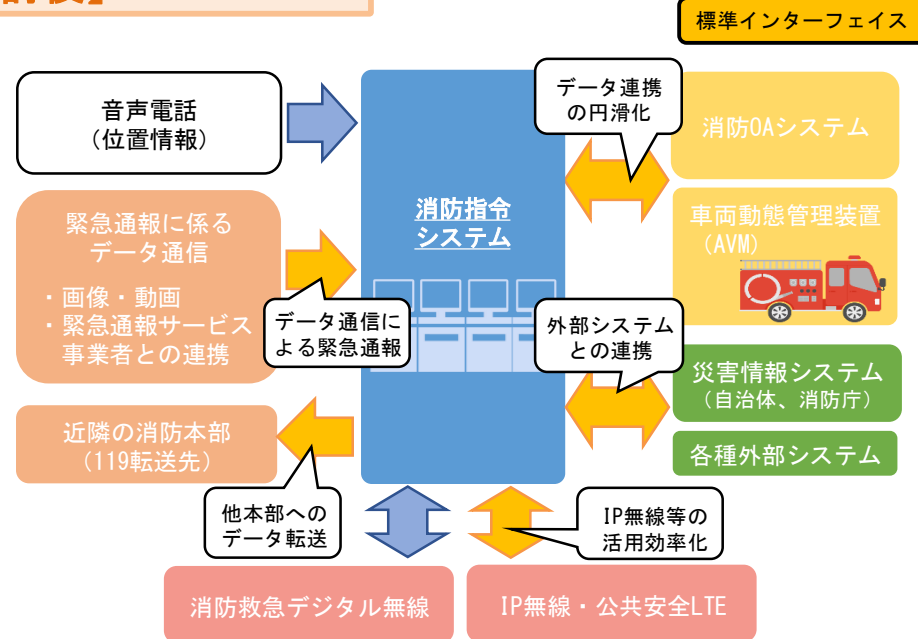 標準インターフェイス
音声電話
(位置情報)
緊急通報に係る
データ通信
・画像・動画
・緊急通報サービス
事業者との連携
データ通信に
よる緊急通報
近隣の消防本部
(119転送先)
他本部への
データ転送
消防指令
システム
データ連携
の円滑化
消防OAシステム
車両動態管理装置
(AVM)
外部システム
との連携
災害情報システム
(自治体、消防庁)
各種外部システム
IP無線等の
活用効率化
消防救急デジタル無線
IP無線・公共安全LTE